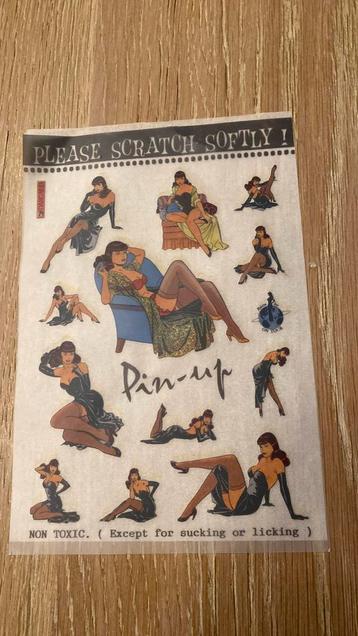 PLEASE SCRATCH SOFTLY !
Pin-up
NON TOXIC. ( Except for sucking or licking )